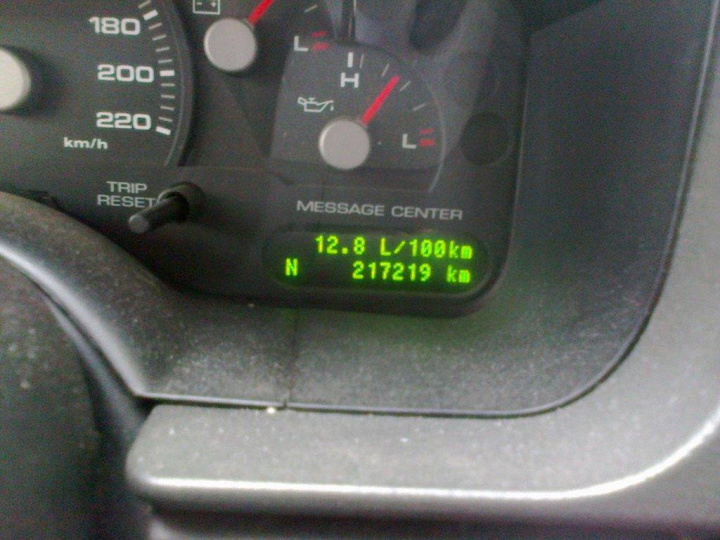 180
200
220
km/h
L
H
L
TRIP
RESET
MESSAGE CENTER
12.8 L/100km
N 217219 km